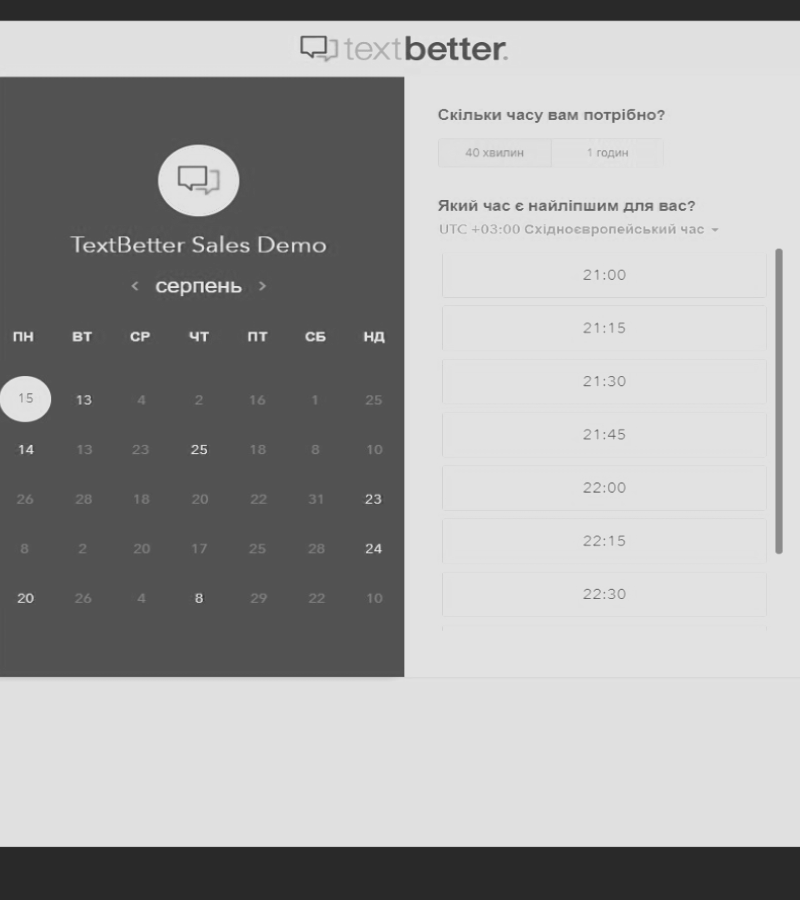 textbetter.
TextBetter Sales Demo
< серпень >
ПН ВТ СР ЧТ ПТ СБ НД
15 13 4 2 16 1 25
14 13 23 25 18 8 10
26 28 18 20 22 31 23
8 2 20 17 25 28 24
20 26 4 8 29 22 10
Скільки часу вам потрібно?
40 хвилин 1 годин
Який час є найліпшим для вас?
UTC +03:00 Східноєвропейський час
21:00
21:15
21:30
21:45
22:00
22:15
22:30